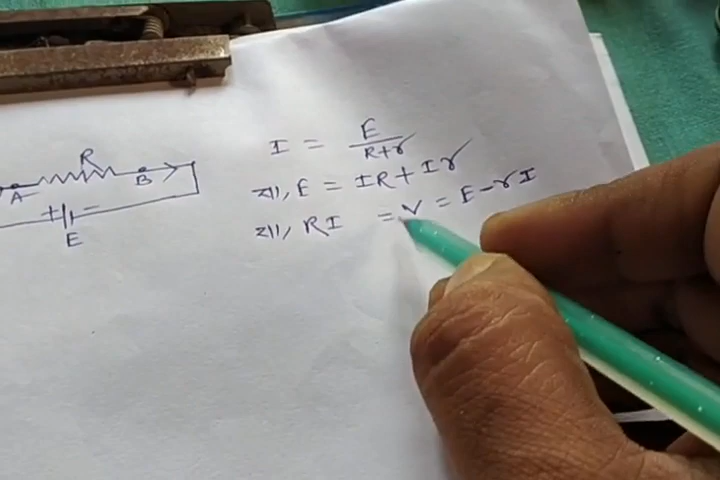 I = E/R+r
বা, E = IR + Ir
বা, RI = V = E - rI
R
A B
+ -
E